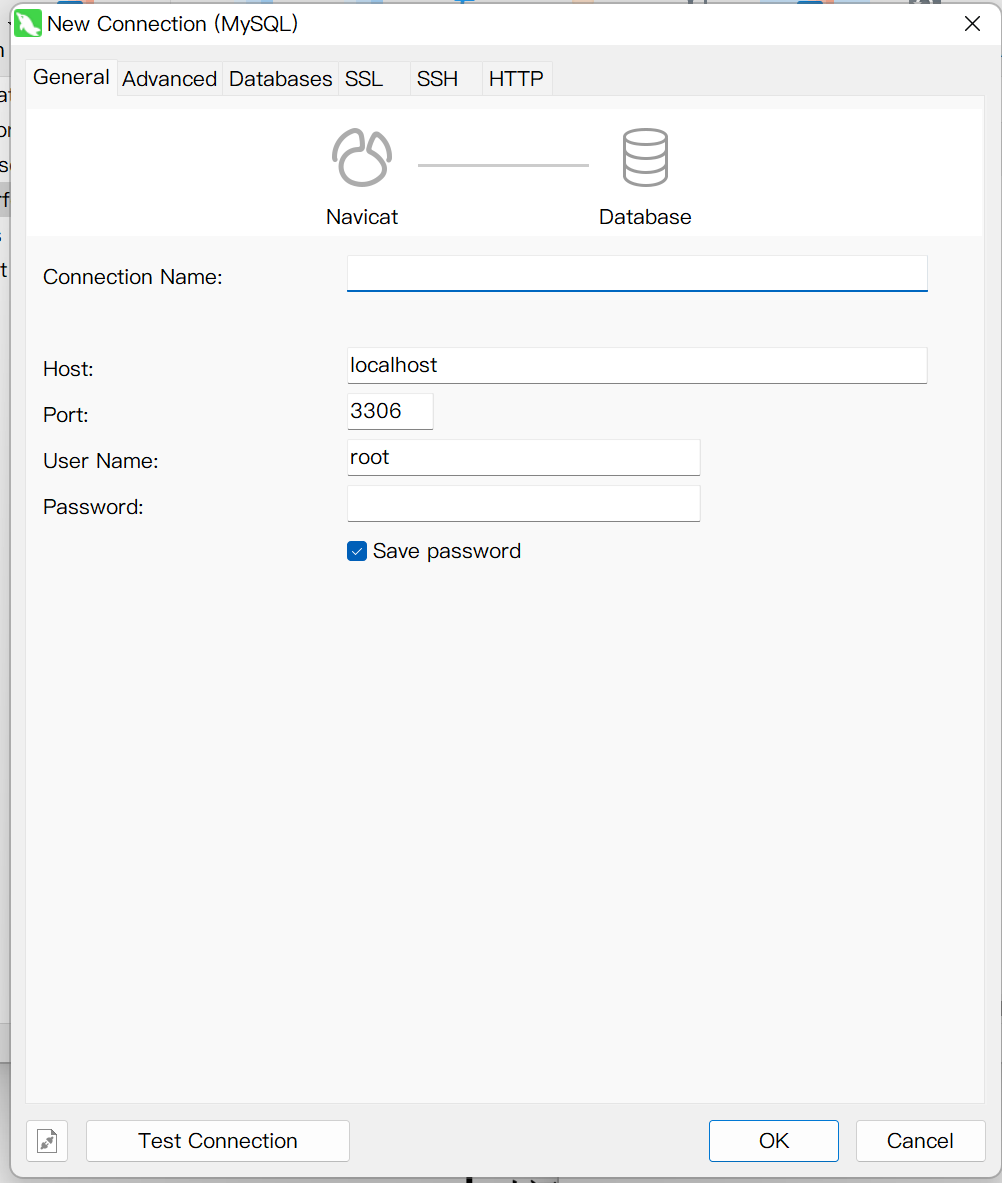 New Connection (MySQL)
General Advanced Databases SSL SSH HTTP
Navicat Database
Connection Name:
Host: localhost
Port: 3306
User Name: root
Password:
Save password
Test Connection OK Cancel